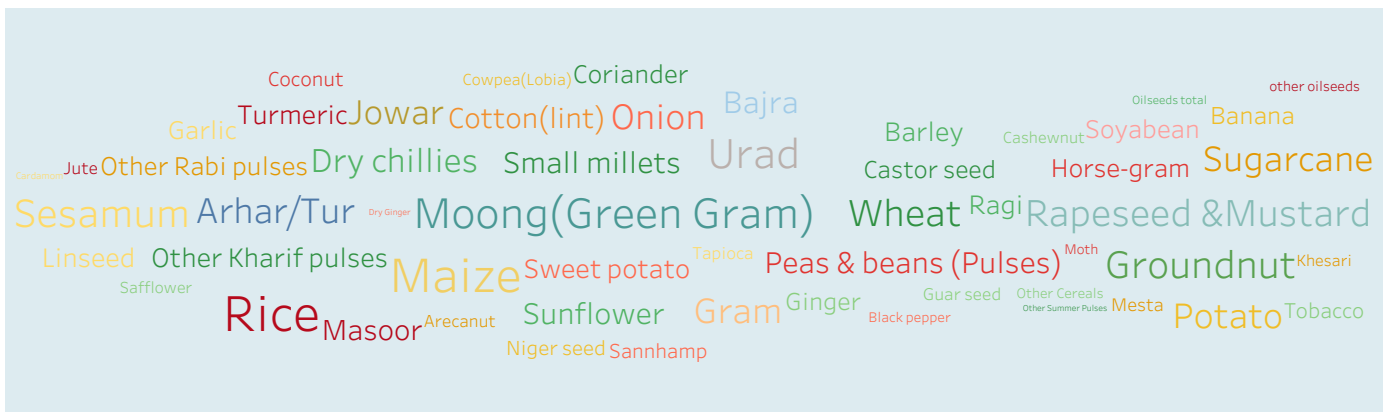 Coconut
Cowpea(Lobia)
Coriander
other oilseeds
Garlic
Turmeric
Jowar
Cotton(lint)
Onion
Bajra
Barley
Oilseeds total
Cashewnut
Soyabean
Banana
Cardamom
Jute
Other Rabi pulses
Dry chillies
Small millets
Urad
Castor seed
Horse-gram
Sugarcane
Sesamum
Arhar/Tur
Dry Ginger
Moong(Green Gram)
Wheat
Ragi
Rapeseed &Mustard
Linseed
Other Kharif pulses
Maize
Sweet potato
Tapioca
Peas & beans (Pulses)
Moth
Groundnut
Khesari
Safflower
Rice
Masoor
Arecanut
Sunflower
Gram
Ginger
Black pepper
Guar seed
Other Cereals
Other Summer Pulses
Mesta
Potato
Tobacco
Niger seed
Sannhamp